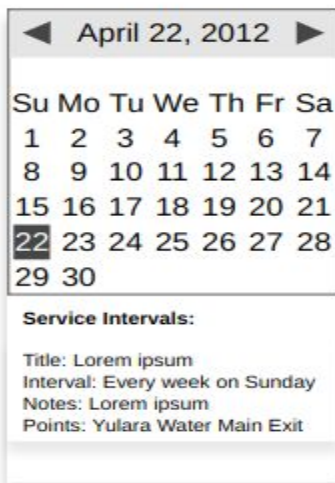 April 22, 2012
Su Mo Tu We Th Fr Sa
1 2 3 4 5 6 7
8 9 10 11 12 13 14
15 16 17 18 19 20 21
22 23 24 25 26 27 28
29 30
Service Intervals:
Title: Lorem ipsum
Interval: Every week on Sunday
Notes: Lorem ipsum
Points: Yulara Water Main Exit